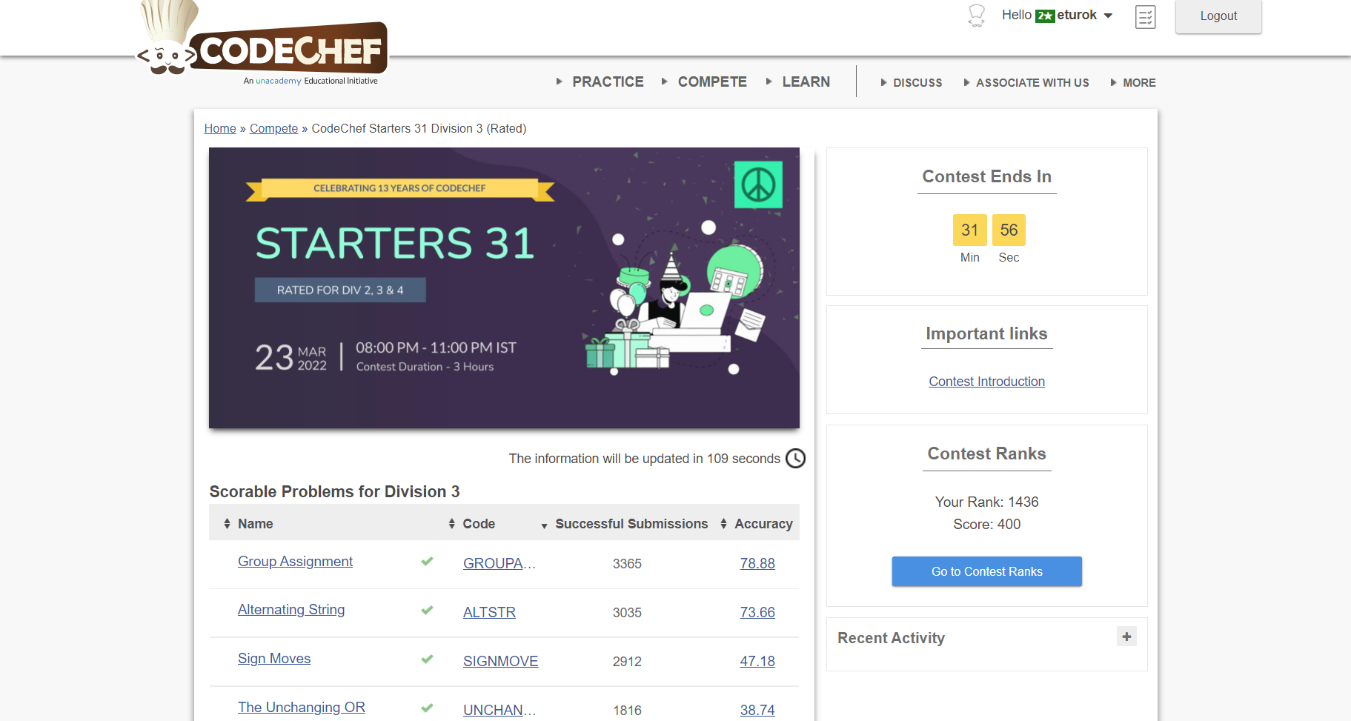 Hello 2★ eturok
Logout
CODECHEF
An unacademy Educational Initiative
PRACTICE COMPETE LEARN DISCUSS ASSOCIATE WITH US MORE
Home » Compete » CodeChef Starters 31 Division 3 (Rated)
CELEBRATING 13 YEARS OF CODECHEF
STARTERS 31
RATED FOR DIV 2, 3 & 4
23 MAR 2022
08:00 PM - 11:00 PM IST
Contest Duration - 3 Hours
The information will be updated in 109 seconds
Scorable Problems for Division 3
Name Code Successful Submissions Accuracy
Group Assignment GROUPA... 3365 78.88
Alternating String ALTSTR 3035 73.66
Sign Moves SIGNMOVE 2912 47.18
The Unchanging OR UNCHAN... 1816 38.74
Contest Ends In
31 56
Min Sec
Important links
Contest Introduction
Contest Ranks
Your Rank: 1436
Score: 400
Go to Contest Ranks
Recent Activity +